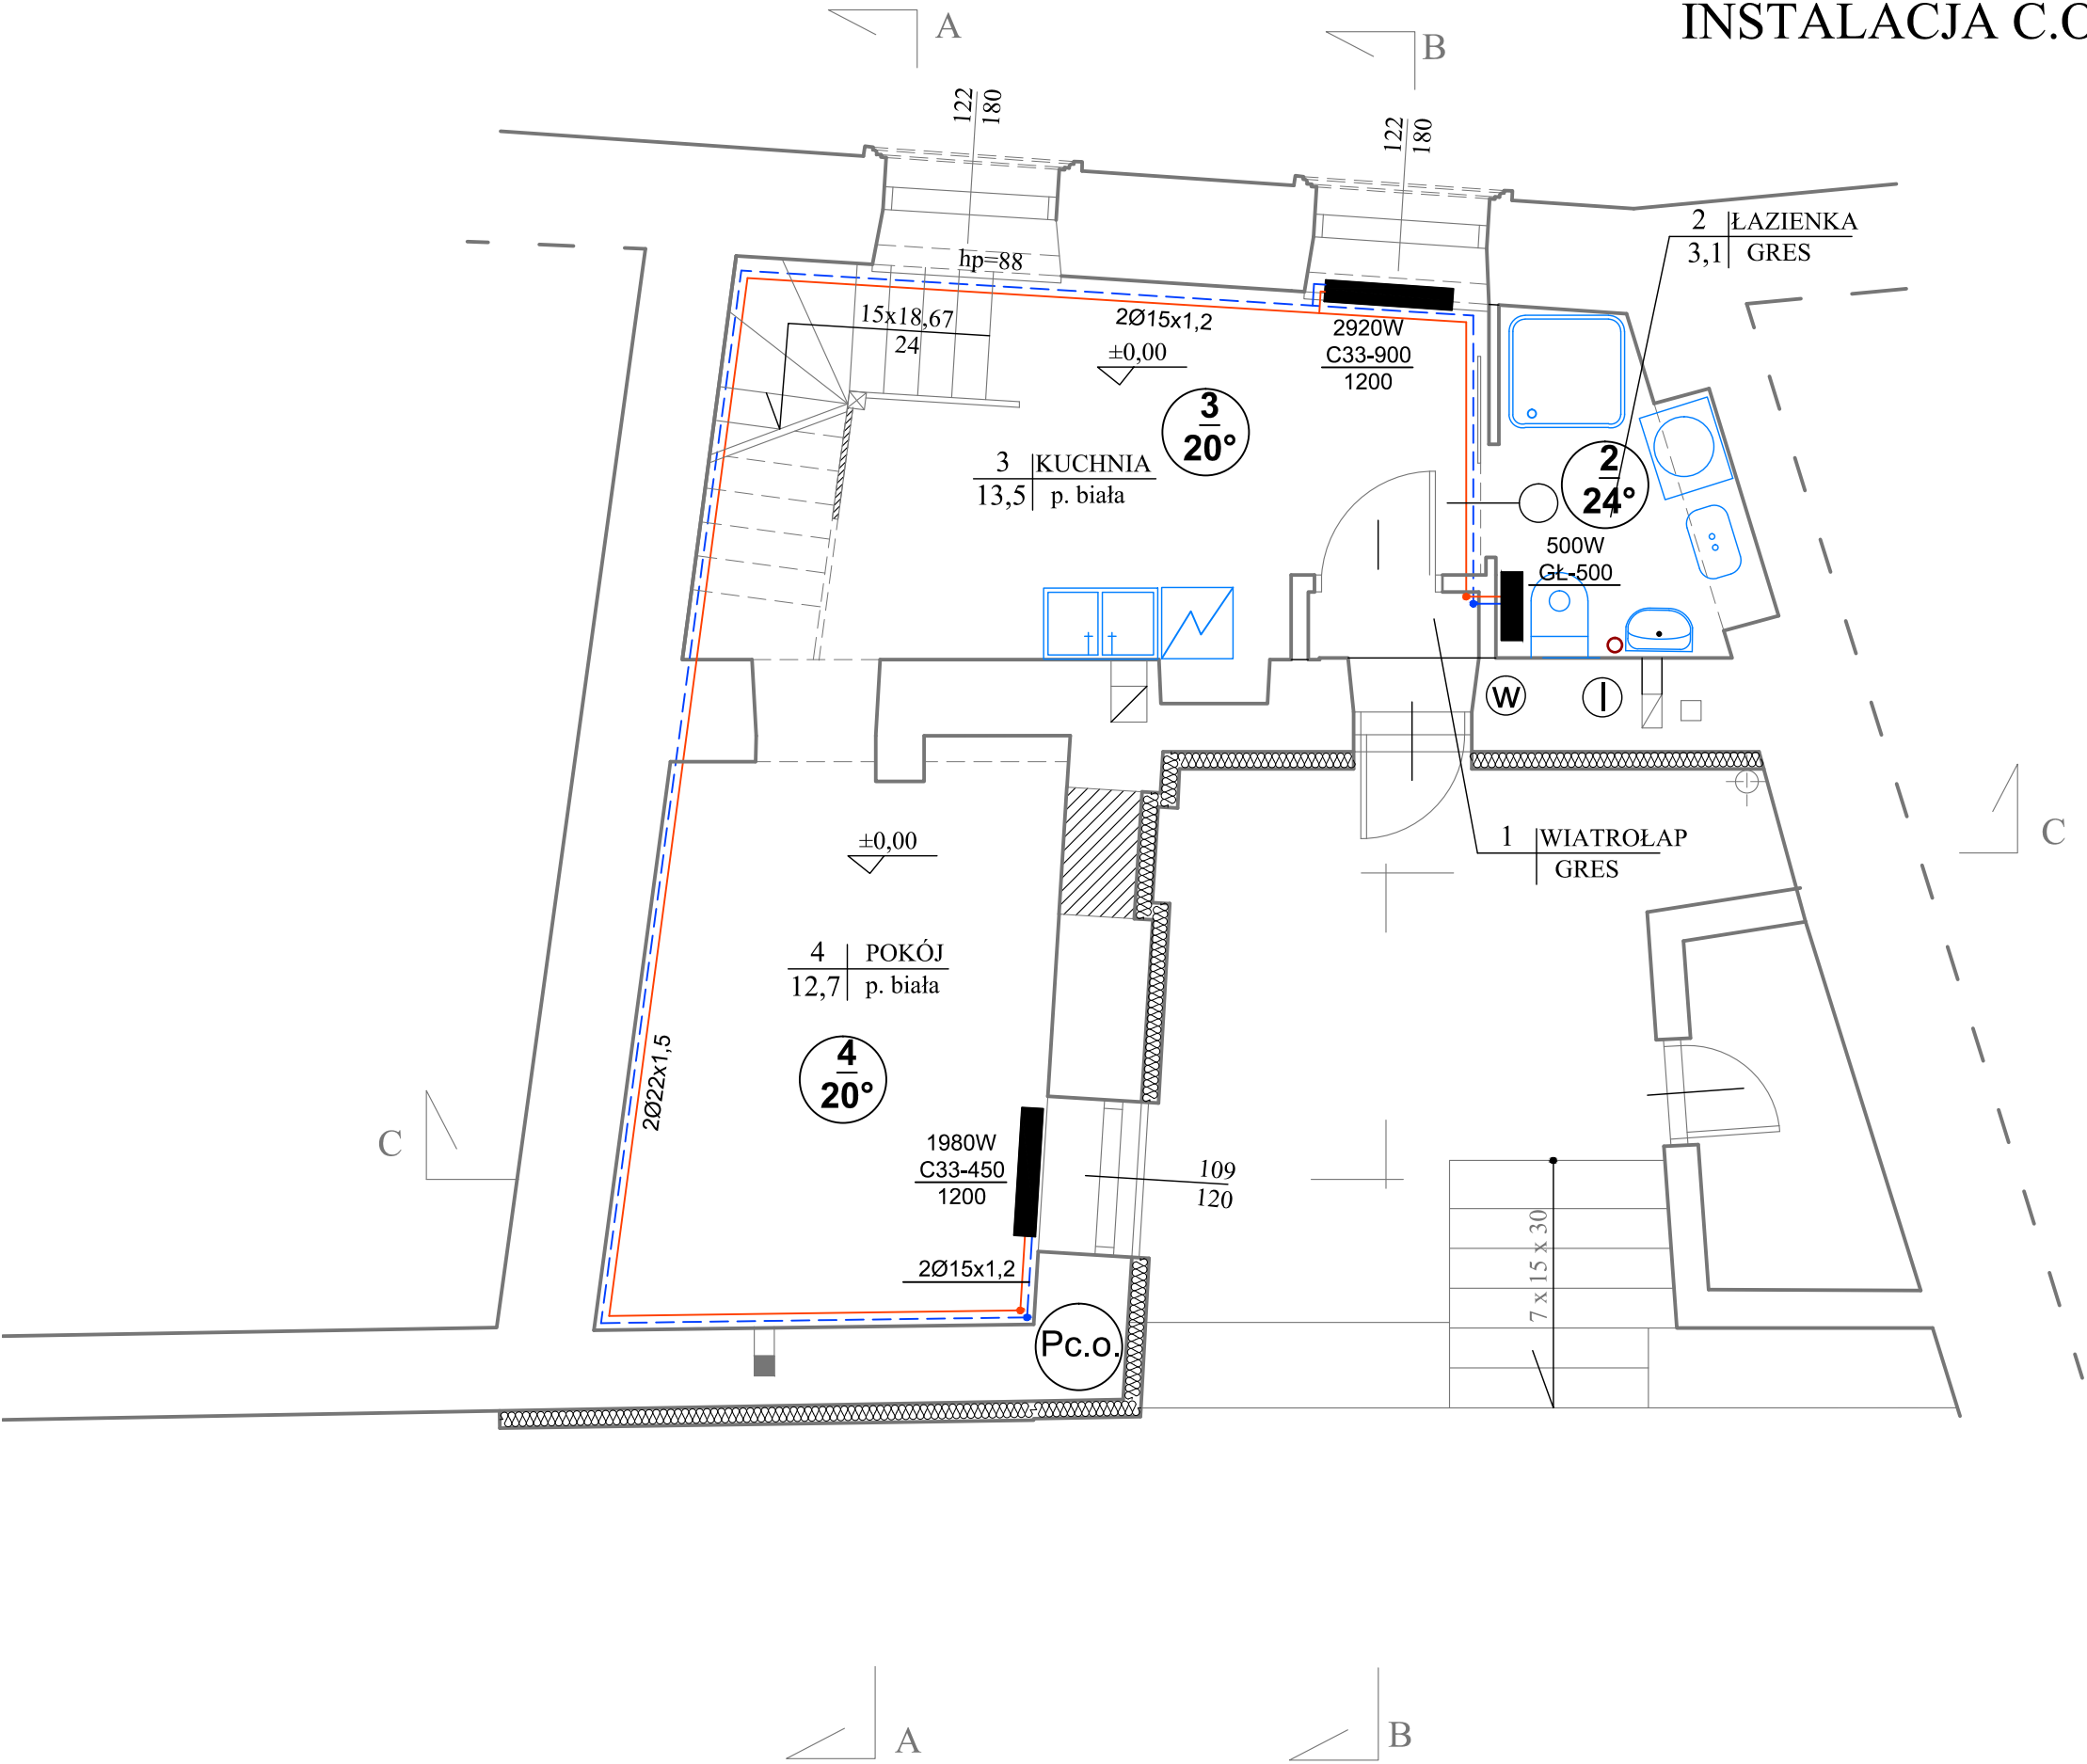 INSTALACJA C.O
A
B
122
180
122
180
2 ŁAZIENKA
3,1 GRES
hp=88
15x18,67
24
2Ø15x1,2
±0,00
2920W
C33-900
1200
3
20°
3 KUCHNIA
13,5 p. biała
2
24°
500W
GŁ-500
W
I
±0,00
1 WIATROŁAP
GRES
C
4 POKÓJ
12,7 p. biała
4
20°
2Ø22x1,5
C
1980W
C33-450
1200
109
120
7 x 15 x 30
2Ø15x1,2
Pc.o.
A
B